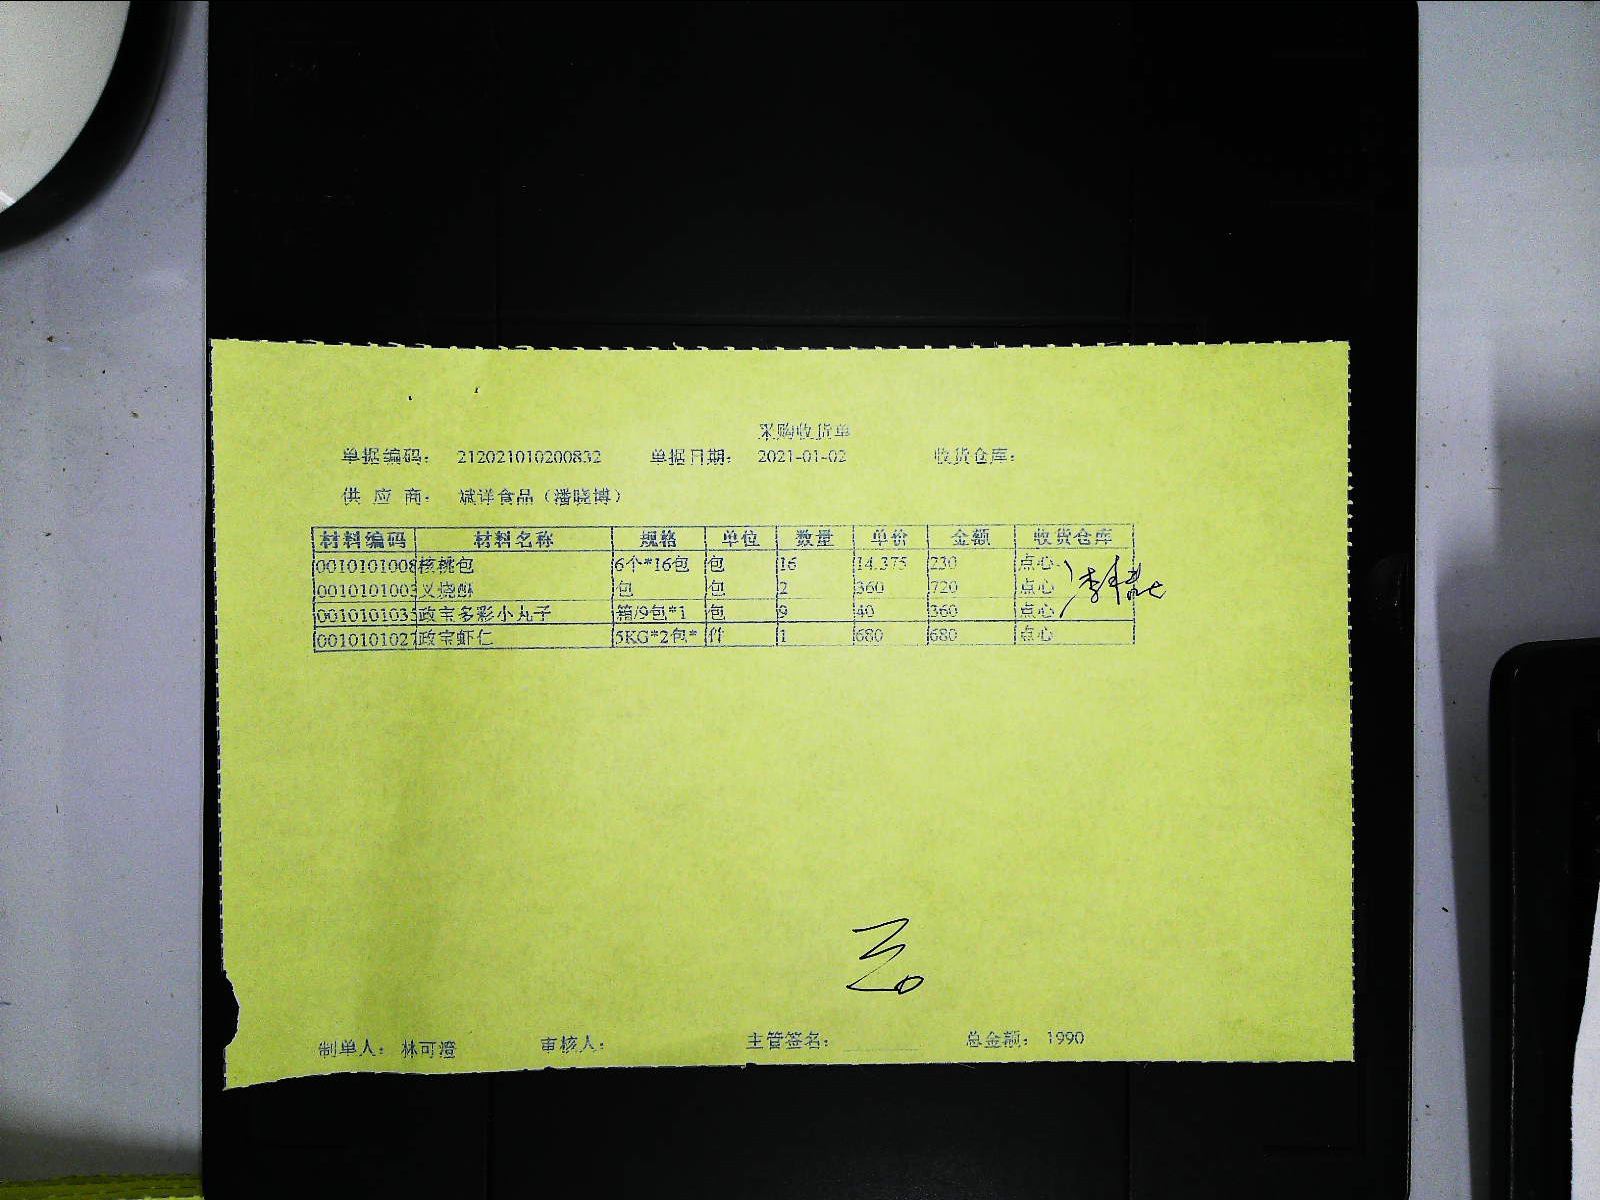 采购收货单
单据编码： 212021010200832 单据日期： 2021-01-02 收货仓库：
供 应 商： 斌洋食品（潘晓博）
材料编码 材料名称 规格 单位 数量 单价 金额 收货仓库
0010101008 核桃包 6个*16包 包 16 14.375 230 点心
0010101003 叉烧酥 包 包 2 360 720 点心
0010101035 政宝多彩小丸子 箱/9包*1 包 9 40 360 点心
0010101027 政宝虾仁 5KG*2包* 件 1 680 680 点心
制单人： 林可澄 审核人： 主管签名： 总金额： 1990